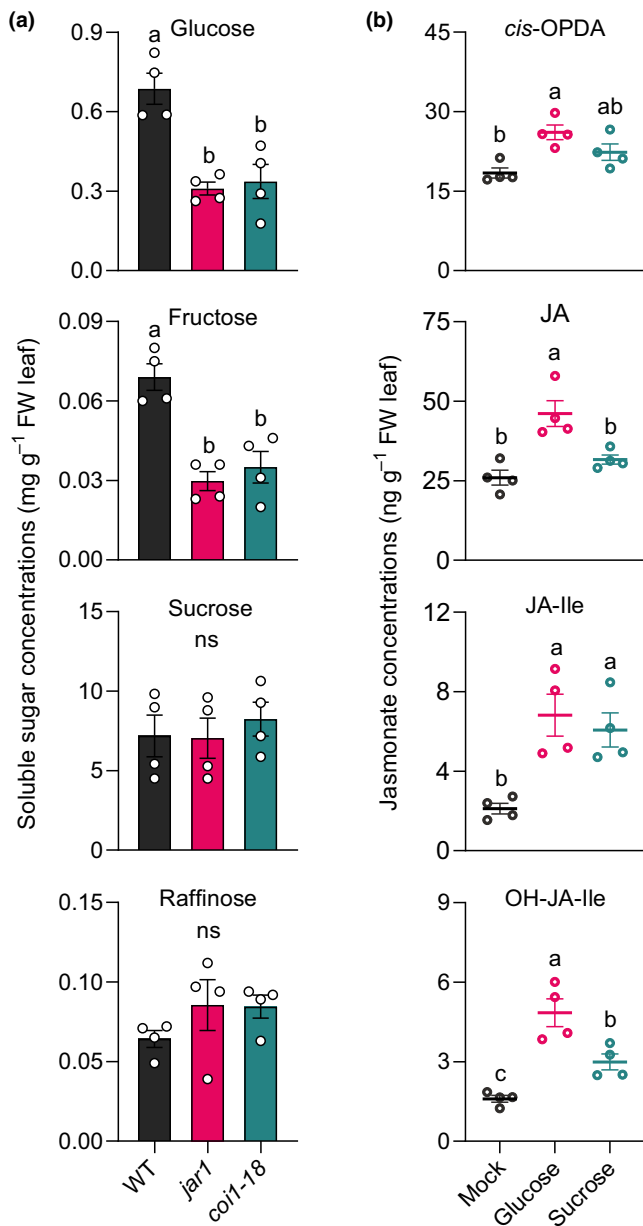 (a)
Soluble sugar concentrations (mg g⁻¹ FW leaf)
Glucose
0.9
0.6
0.3
0.0
a
b
b
Fructose
0.09
0.06
0.03
0.00
a
b
b
Sucrose
ns
15
10
5
0
Raffinose
ns
0.15
0.10
0.05
0.00
WT
jar1
coi1-18
(b)
Jasmonate concentrations (ng g⁻¹ FW leaf)
cis-OPDA
45
30
15
0
b
a
ab
JA
75
50
25
0
b
a
b
JA-Ile
12
8
4
0
b
a
a
OH-JA-Ile
9
6
3
0
c
a
b
Mock
Glucose
Sucrose